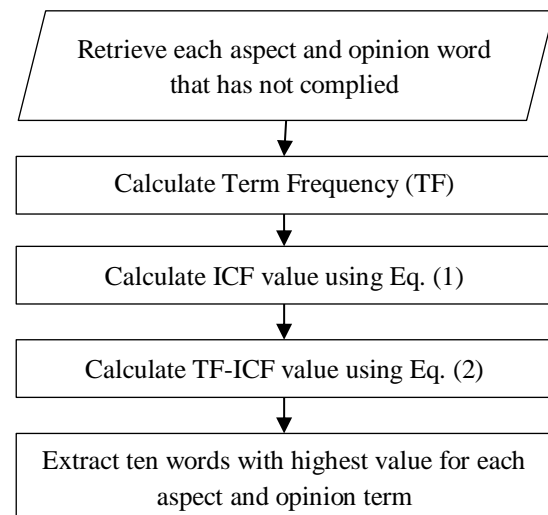 Retrieve each aspect and opinion word
that has not complied
Calculate Term Frequency (TF)
Calculate ICF value using Eq. (1)
Calculate TF-ICF value using Eq. (2)
Extract ten words with highest value for each
aspect and opinion term